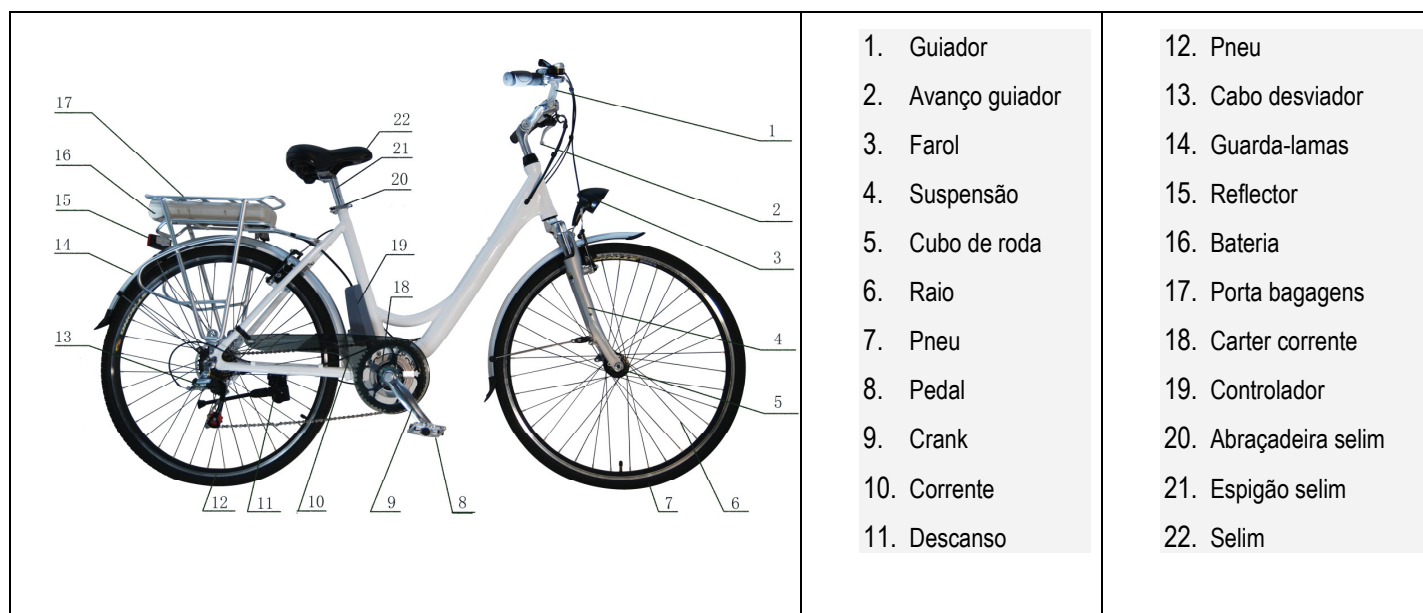 17
16
15
14
13
22
21
20
19
18
1
2
3
4
5
12
11
10
9
8
7
6
1. Guiador
2. Avanço guiador
3. Farol
4. Suspensão
5. Cubo de roda
6. Raio
7. Pneu
8. Pedal
9. Crank
10. Corrente
11. Descanso
12. Pneu
13. Cabo desviador
14. Guarda-lamas
15. Reflector
16. Bateria
17. Porta bagagens
18. Carter corrente
19. Controlador
20. Abraçadeira selim
21. Espigão selim
22. Selim